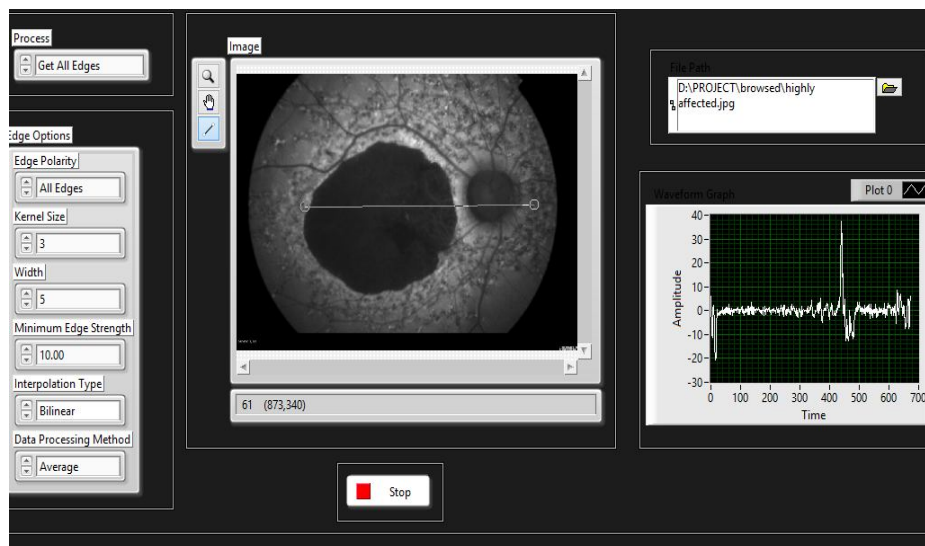 Process
Get All Edges
Edge Options
Edge Polarity
All Edges
Kernel Size
3
Width
5
Minimum Edge Strength
10.00
Interpolation Type
Bilinear
Data Processing Method
Average
Image
61 (873,340)
Stop
File Path
D:\PROJECT\browsed\highly
affected.jpg
Waveform Graph
Plot 0
Amplitude
40
30
20
10
0
-10
-20
-30
0 100 200 300 400 500 600 700
Time